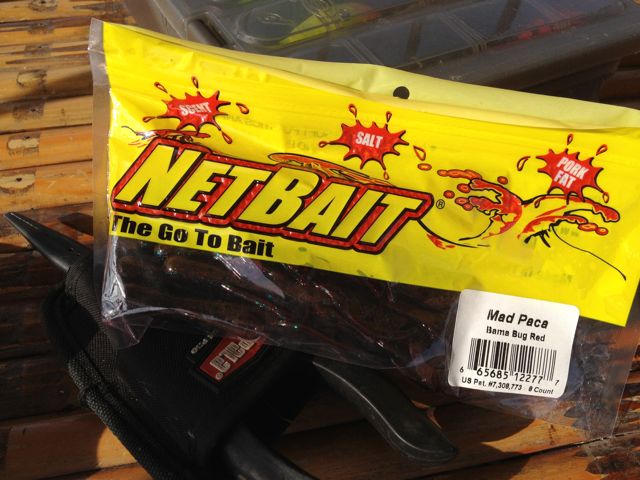 SCENT
SALT
PORK
FAT
NETBAIT®
The Go To Bait
Mad Paca
Bama Bug Red
6 65685 12277 7
US Pat. #7,308,773 8 Count